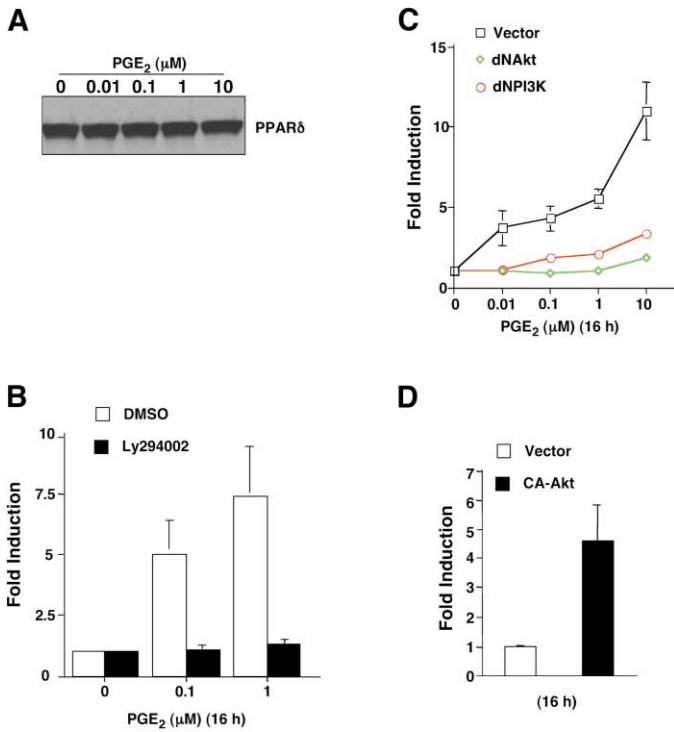 A
PGE₂ (μM)
0 0.01 0.1 1 10
PPARδ
C
Vector
dNAkt
dNPI3K
15
10
5
0
Fold Induction
0 0.01 0.1 1 10
PGE₂ (μM) (16 h)
B
DMSO
Ly294002
10
7.5
5
2.5
0
Fold Induction
0 0.1 1
PGE₂ (μM) (16 h)
D
Vector
CA-Akt
7
6
5
4
3
2
1
0
Fold Induction
(16 h)